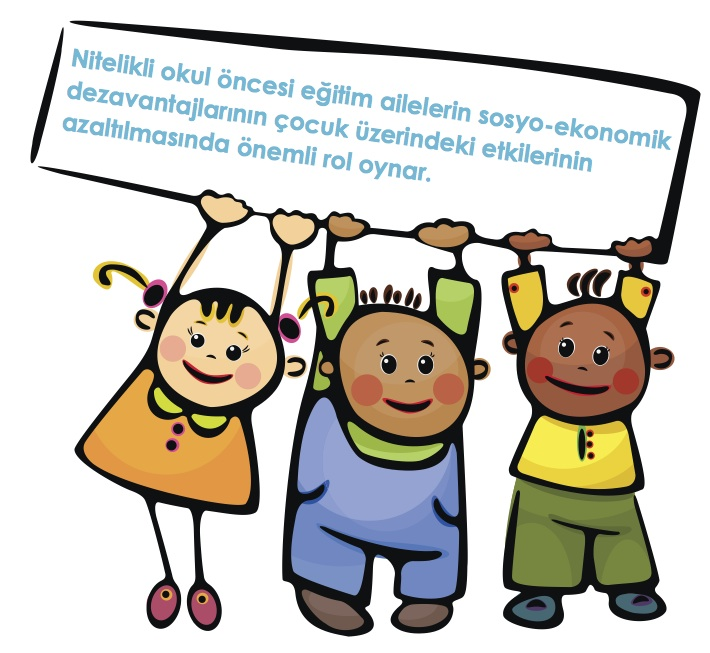 Nitelikli okul öncesi eğitim ailelerin sosyo-ekonomik
dezavantajlarının çocuk üzerindeki etkilerinin
azaltılmasında önemli rol oynar.